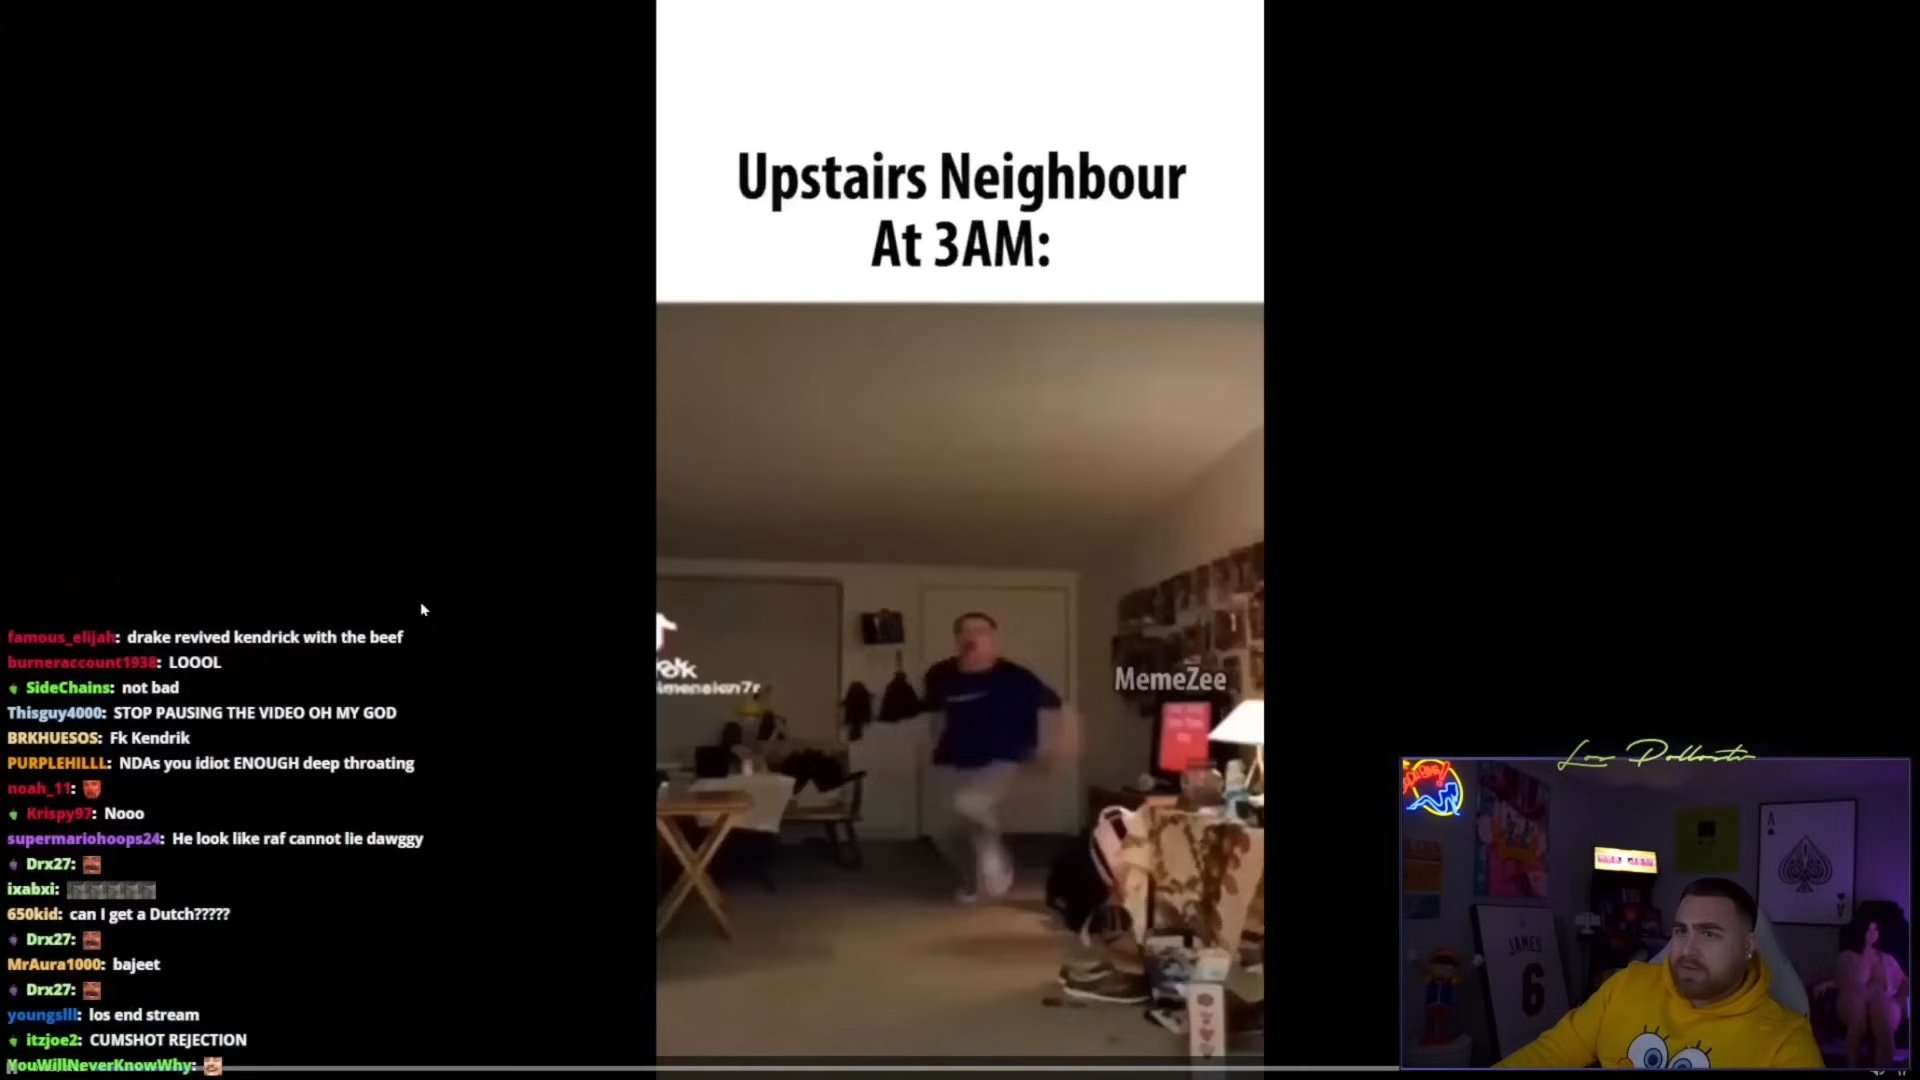 Upstairs Neighbour
At 3AM:
MemeZee
famous_elijah: drake revived kendrick with the beef
burneraccount1938: LOOOL
SideChains: not bad
Thisguy4000: STOP PAUSING THE VIDEO OH MY GOD
BRKHUESOS: Fk Kendrik
PURPLEHILLL: NDAs you idiot ENOUGH deep throating
noah_11:
Krispy97: Nooo
supermariohoops24: He look like raf cannot lie dawggy
Drx27:
ixabxi:
650kid: can I get a Dutch?????
Drx27:
MrAura1000: bajeet
Drx27:
youngslll: los end stream
itzjoe2: CUMSHOT REJECTION
YouWillNeverKnowWhy:
JAMES
6
A